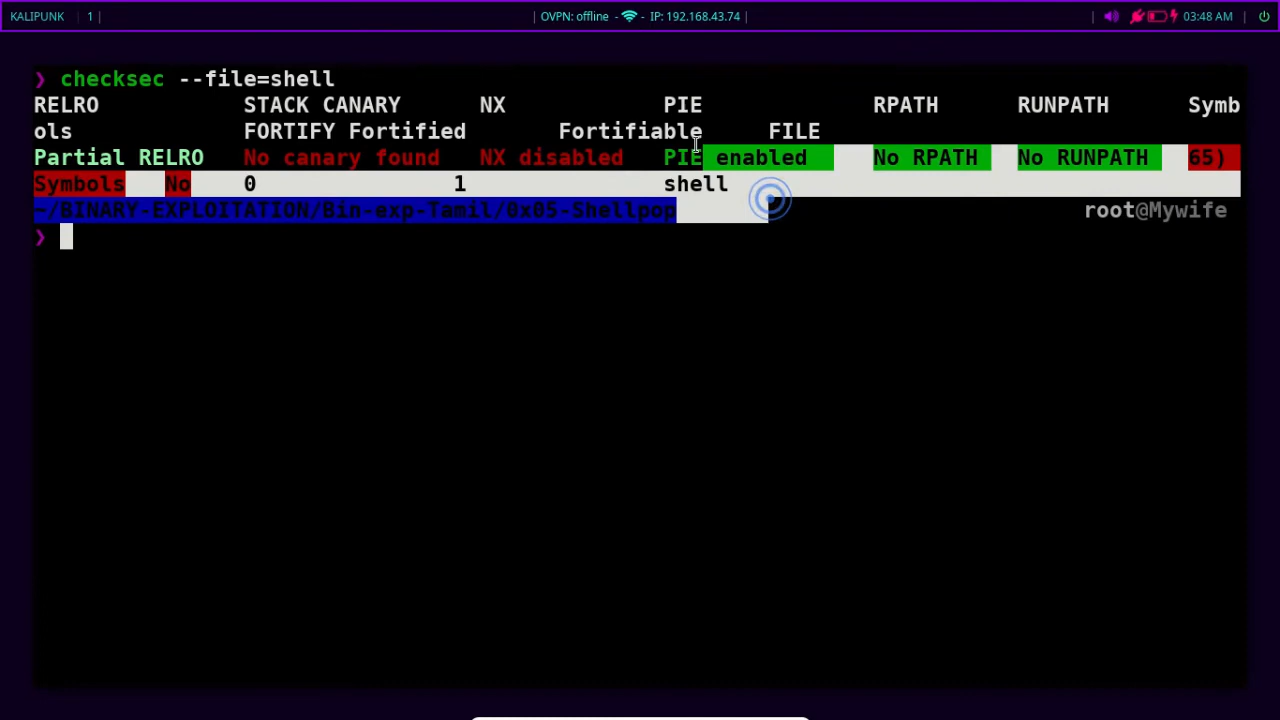 KALIPUNK | 1 | | OVPN: offline - - IP: 192.168.43.74 | | | 03:48 AM |
❯ checksec --file=shell
RELRO STACK CANARY NX PIE RPATH RUNPATH Symb
ols FORTIFY Fortified Fortifiable FILE
Partial RELRO No canary found NX disabled PIE enabled No RPATH No RUNPATH 65)
Symbols No 0 1 shell
~/BINARY-EXPLOITATION/Bin-exp-Tamil/0x05-Shellpop root@Mywife
❯